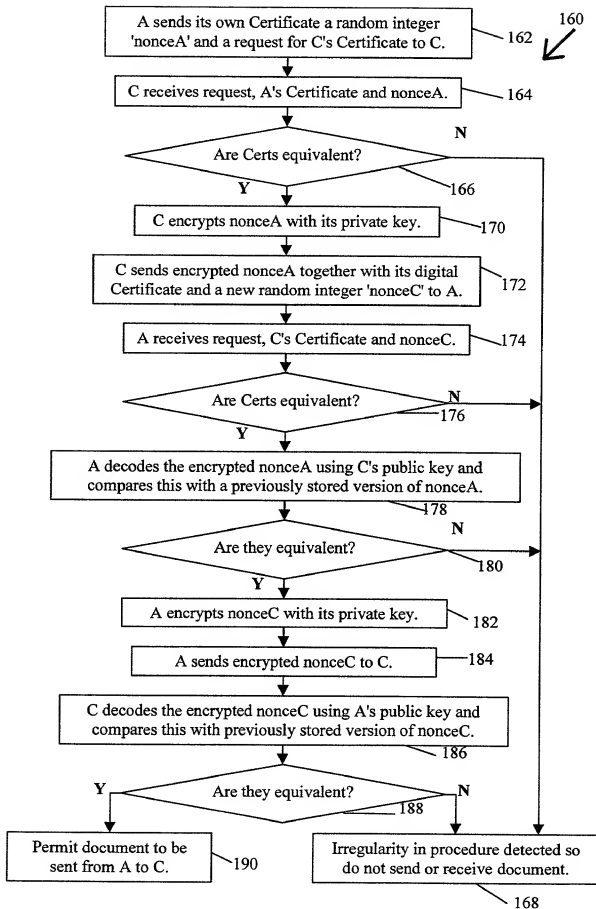 160
A sends its own Certificate a random integer
'nonceA' and a request for C's Certificate to C.
162
C receives request, A's Certificate and nonceA.
164
N
Are Certs equivalent?
166
Y
C encrypts nonceA with its private key.
170
C sends encrypted nonceA together with its digital
Certificate and a new random integer 'nonceC' to A.
172
A receives request, C's Certificate and nonceC.
174
Are Certs equivalent?
N
176
Y
A decodes the encrypted nonceA using C's public key and
compares this with a previously stored version of nonceA.
178
N
Are they equivalent?
180
Y
A encrypts nonceC with its private key.
182
A sends encrypted nonceC to C.
184
C decodes the encrypted nonceC using A's public key and
compares this with previously stored version of nonceC.
186
Y
Are they equivalent?
N
188
Permit document to be
sent from A to C.
190
Irregularity in procedure detected so
do not send or receive document.
168